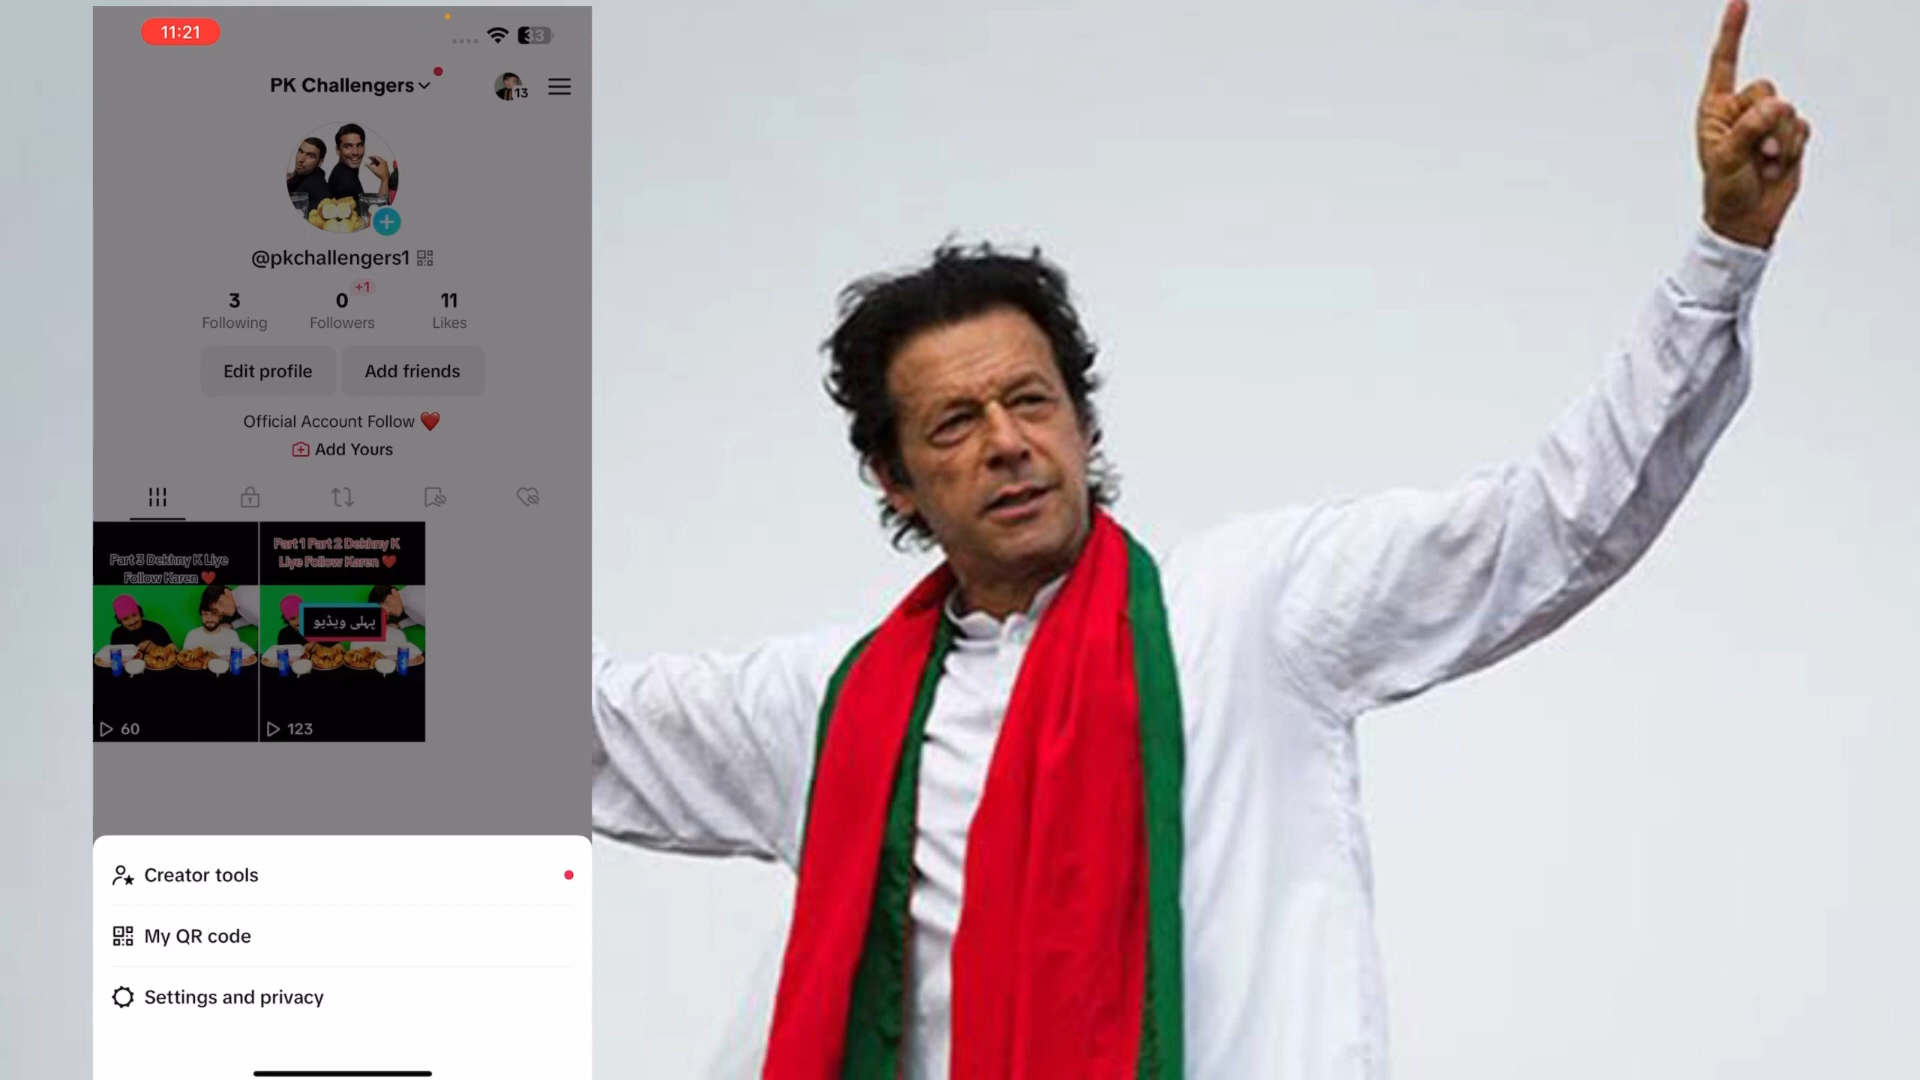 11:21
33
PK Challengers
13
@pkchallengers1
+1
3 0 11
Following Followers Likes
Edit profile Add friends
Official Account Follow ❤️
Add Yours
Part 3 Dekhny K Liye
Follow Karen ❤️
60
Part 1 Part 2 Dekhny K
Liye Follow Karen ❤️
پہلی ویڈیو
123
Creator tools
My QR code
Settings and privacy